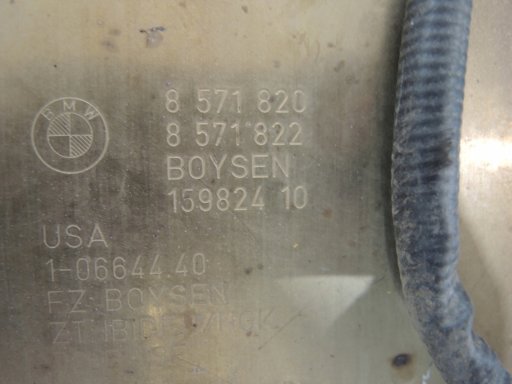 BMW
8 571 820
8 571 822
BOYSEN
159824 10
USA
1-06644.40
FZ-BOYSEN